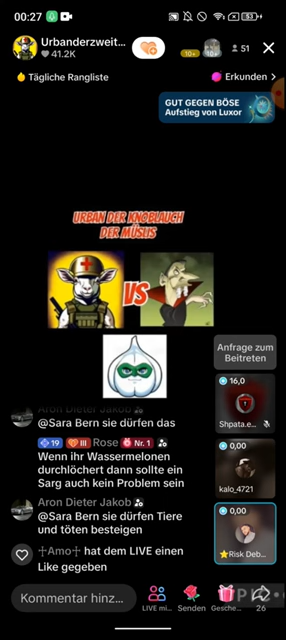 00:27
53
Urbanderzweit...
41.2K
10+
10+
51
Tägliche Rangliste
Erkunden >
GUT GEGEN BÖSE
Aufstieg von Luxor
URBAN DER KNOBLAUCH
DER MÜSLIS
VS
Anfrage zum
Beitreten
Aron Dieter Jakob
@Sara Bern sie dürfen das
19 III Rose Nr. 1
Wenn ihr Wassermelonen
durchlöchert dann sollte ein
Sarg auch kein Problem sein
Aron Dieter Jakob
@Sara Bern sie dürfen Tiere
und töten besteigen
☩Amo☩ hat dem LIVE einen
Like gegeben
16,0
Shpata.e...
0,00
kalo_4721
0,00
Risk Deb...
Kommentar hinz...
LIVE mi...
Senden
Gesche...
26